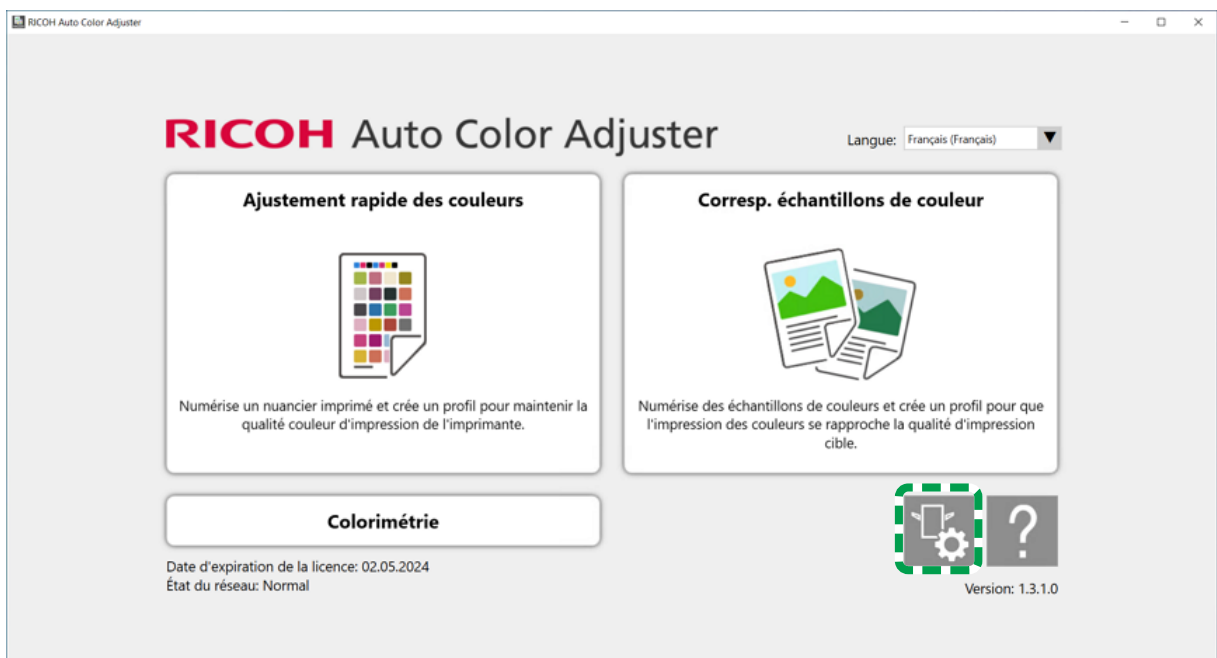 RICOH Auto Color Adjuster
RICOH Auto Color Adjuster
Langue: Français (Français)
Ajustement rapide des couleurs
Numérise un nuancier imprimé et crée un profil pour maintenir la
qualité couleur d'impression de l'imprimante.
Corresp. échantillons de couleur
Numérise des échantillons de couleurs et crée un profil pour que
l'impression des couleurs se rapproche la qualité d'impression
cible.
Colorimétrie
?
Date d'expiration de la licence: 02.05.2024
État du réseau: Normal
Version: 1.3.1.0